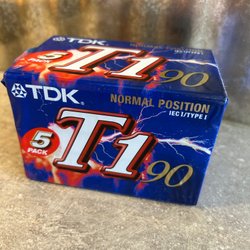 TDK
T1 90
TDK
NORMAL POSITION
IEC I/TYPE I
5
PACK
T1 90